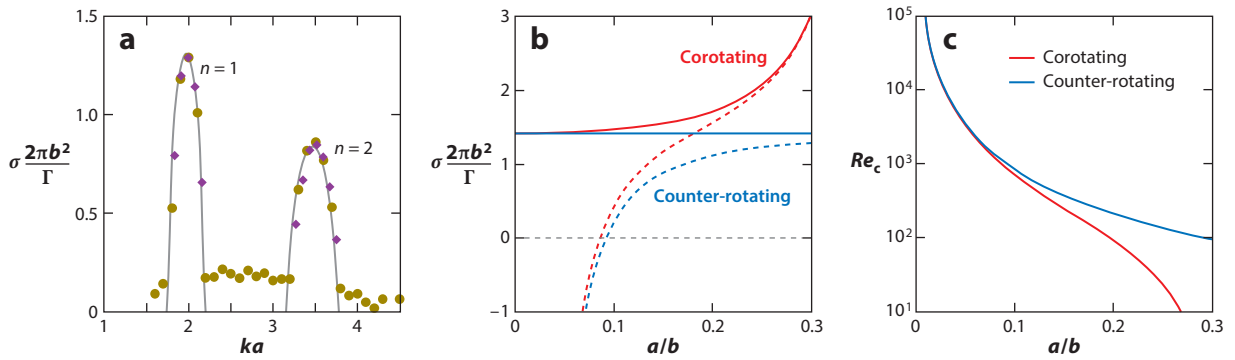 a
1.5
1.0
0.5
0
1
2
3
4
n = 1
n = 2
σ 2πb²/Γ
ka
b
3
2
1
0
−1
0
0.1
0.2
0.3
Corotating
Counter-rotating
σ 2πb²/Γ
a/b
c
10⁵
10⁴
10³
10²
10¹
0
0.1
0.2
0.3
Corotating
Counter-rotating
Re_c
a/b